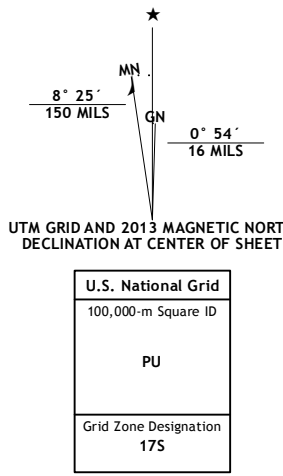 ★
MN
GN
8° 25´
150 MILS
0° 54´
16 MILS
UTM GRID AND 2013 MAGNETIC NORT
DECLINATION AT CENTER OF SHEET
U.S. National Grid
100,000-m Square ID
PU
Grid Zone Designation
17S